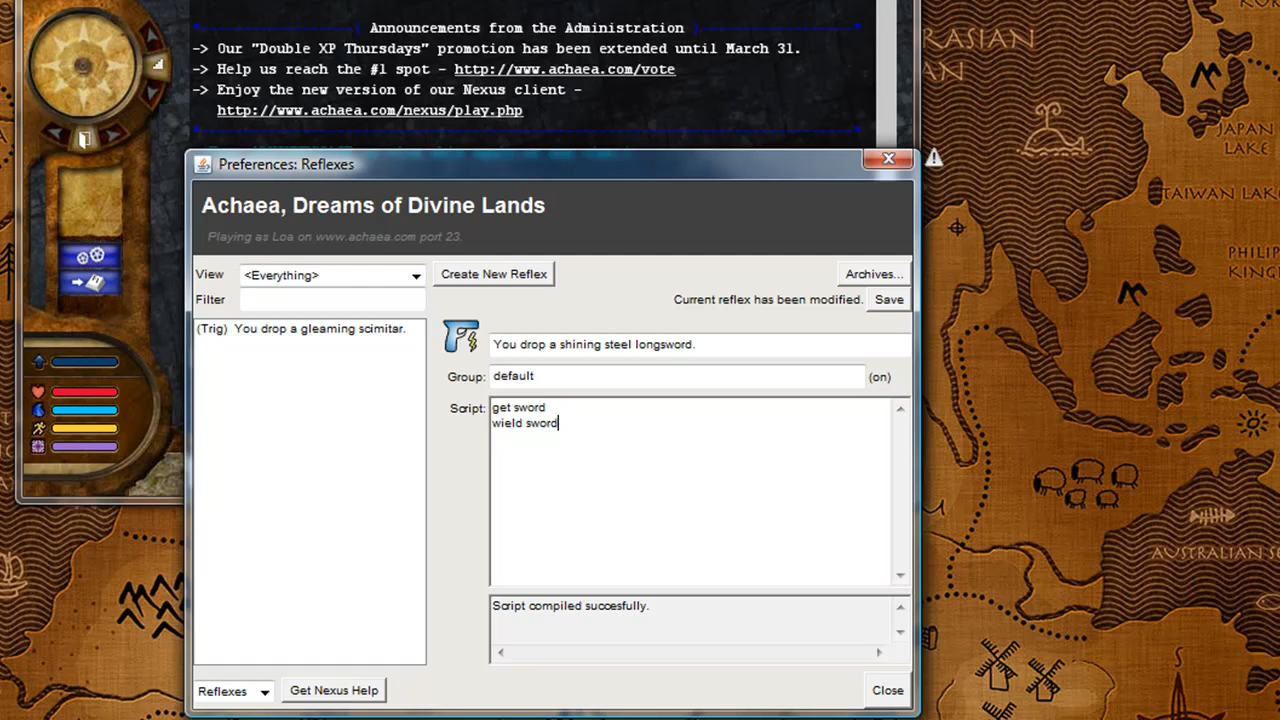 Announcements from the Administration
-> Our "Double XP Thursdays" promotion has been extended until March 31.
-> Help us reach the #1 spot - http://www.achaea.com/vote
-> Enjoy the new version of our Nexus client -
http://www.achaea.com/nexus/play.php
Preferences: Reflexes
Achaea, Dreams of Divine Lands
Playing as Loa on www.achaea.com port 23.
View
<Everything>
Create New Reflex
Archives...
Filter
Current reflex has been modified.
Save
(Trig) You drop a gleaming scimitar.
You drop a shining steel longsword.
Group:
default
(on)
Script:
get sword
wield sword
Script compiled succesfully.
Reflexes
Get Nexus Help
Close
JAPAN
LAKE
TAIWAN LAK
PHILIP
KING
AUSTRALIAN S
RASIAN
AN
S